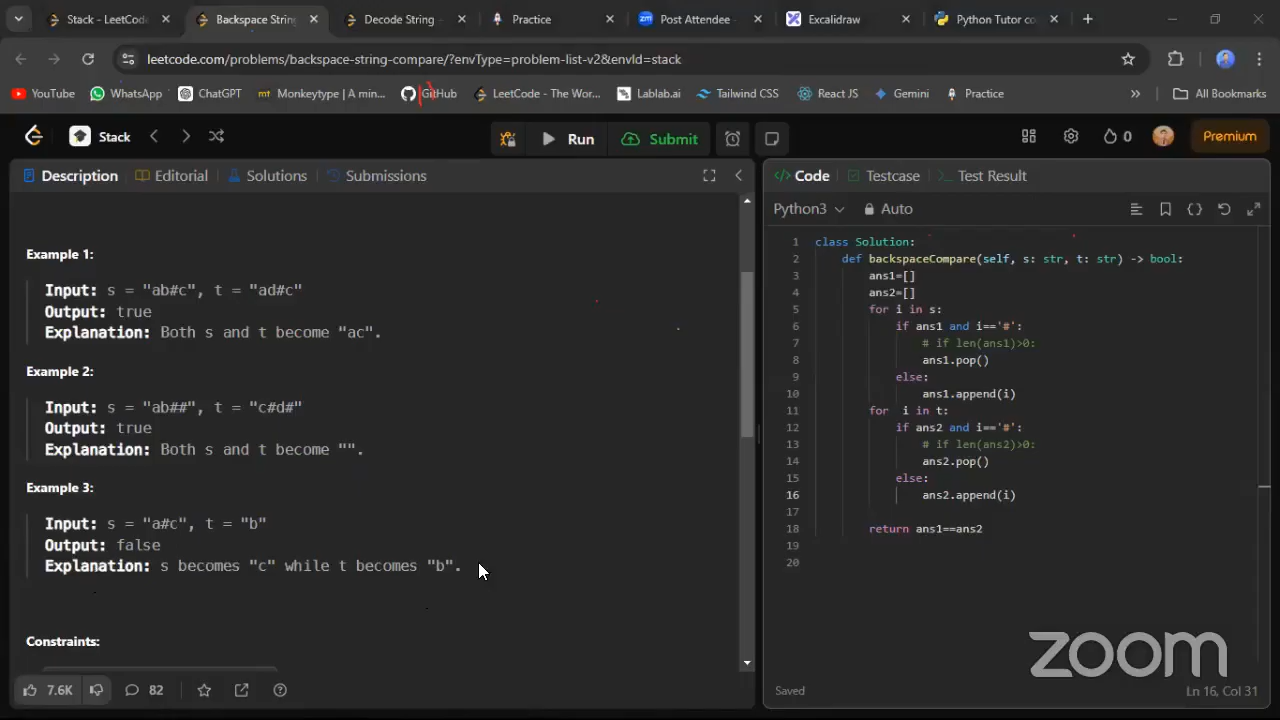 Stack - LeetCode
Backspace String
Decode String -
Practice
Post Attendee
Excalidraw
Python Tutor co
leetcode.com/problems/backspace-string-compare/?envType=problem-list-v2&envId=stack
YouTube
WhatsApp
ChatGPT
mt Monkeytype | A min...
GitHub
LeetCode - The Wor...
Lablab.ai
Tailwind CSS
React JS
Gemini
Practice
All Bookmarks
Stack
Run
Submit
0
Premium
Description
Editorial
Solutions
Submissions
Example 1:
Input: s = "ab#c", t = "ad#c"
Output: true
Explanation: Both s and t become "ac".
Example 2:
Input: s = "ab##", t = "c#d#"
Output: true
Explanation: Both s and t become "".
Example 3:
Input: s = "a#c", t = "b"
Output: false
Explanation: s becomes "c" while t becomes "b".
Constraints:
7.6K
82
Code
Testcase
Test Result
Python3
Auto
1 class Solution:
2 def backspaceCompare(self, s: str, t: str) -> bool:
3 ans1=[]
4 ans2=[]
5 for i in s:
6 if ans1 and i=='#':
7 # if len(ans1)>0:
8 ans1.pop()
9 else:
10 ans1.append(i)
11 for  i in t:
12 if ans2 and i=='#':
13 # if len(ans2)>0:
14 ans2.pop()
15 else:
16 ans2.append(i)
17
18 return ans1==ans2
19
20
Saved
Ln 16, Col 31
zoom